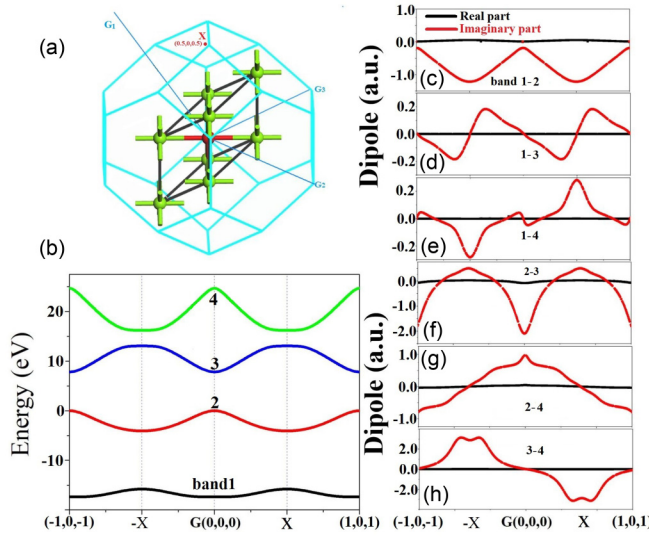 (a)
G1
X
(0.5,0,0.5)
G3
G2
(b)
Energy (eV)
20
10
0
-10
4
3
2
band1
(-1,0,-1)
-X
G(0,0,0)
X
(1,0,1)
Real part
Imaginary part
Dipole (a.u.)
0.0
-1.0
(c)
band 1-2
0.2
0.0
0.2
(d)
1-3
0.2
0.0
-0.2
(e)
1-4
Dipole (a.u.)
0.0
-1.0
-2.0
(f)
2-3
1.0
0.0
1.0
(g)
2-4
2.0
0.0
-2.0
(h)
3-4
(-1,0,-1)
-X
G(0,0,0)
X
(1,0,1)